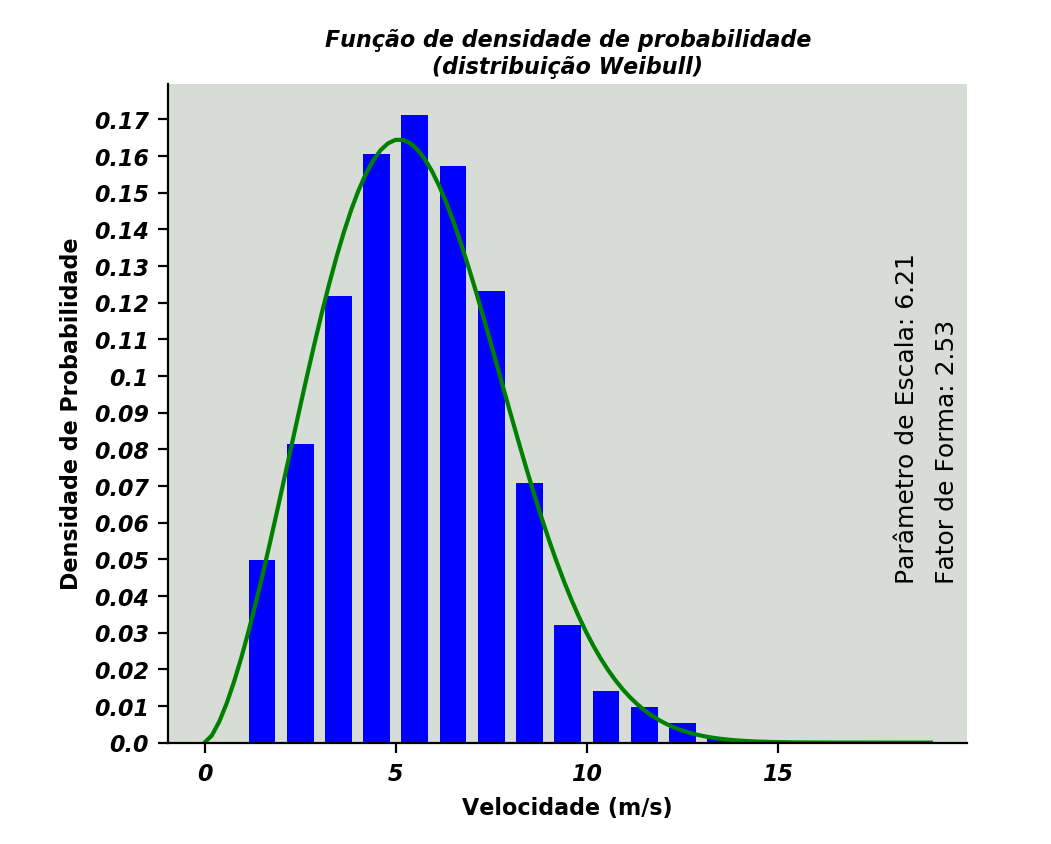 Função de densidade de probabilidade
(distribuição Weibull)
Densidade de Probabilidade
0.17
0.16
0.15
0.14
0.13
0.12
0.11
0.1
0.09
0.08
0.07
0.06
0.05
0.04
0.03
0.02
0.01
0.0
0 5 10 15
Velocidade (m/s)
Parâmetro de Escala: 6.21
Fator de Forma: 2.53